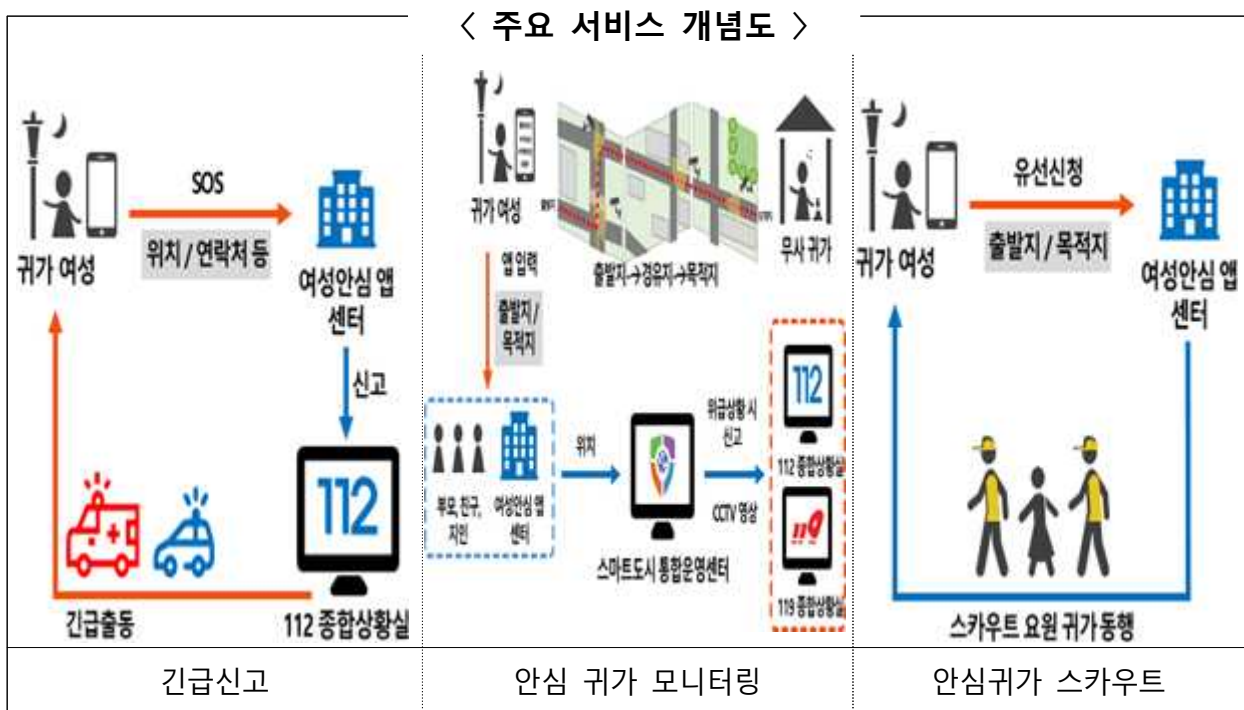 < 주요 서비스 개념도 >
SOS
위치 / 연락처 등
귀가 여성
여성안심 앱
센터
신고
112
긴급출동
112 종합상황실
긴급신고
귀가 여성
무사 귀가
출발지→경유지→목적지
앱 입력
출발지 /
목적지
부모, 친구,
지인
여성안심 앱
센터
위치
스마트도시 통합운영센터
위급상황 시
신고
CCTV 영상
112
112 종합상황실
119
119 종합상황실
안심 귀가 모니터링
유선신청
출발지 / 목적지
귀가 여성
여성안심 앱
센터
스카우트 요원 귀가 동행
안심귀가 스카우트